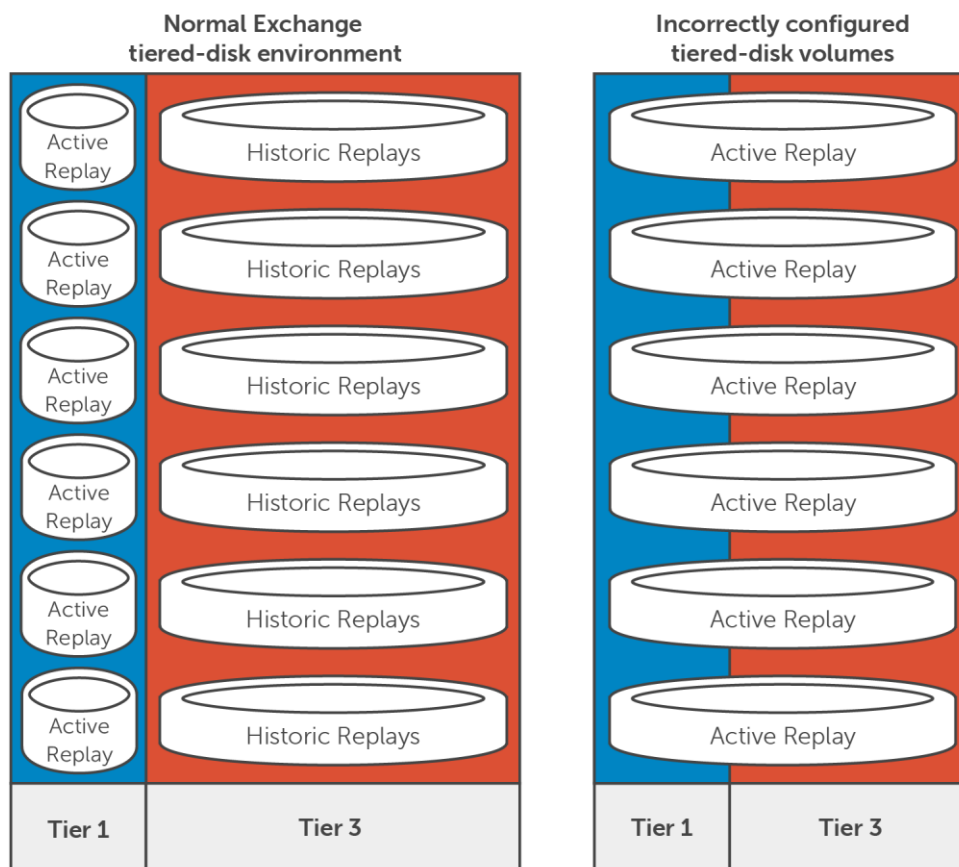 Normal Exchange
tiered-disk environment
Active
Replay
Historic Replays
Active
Replay
Historic Replays
Active
Replay
Historic Replays
Active
Replay
Historic Replays
Active
Replay
Historic Replays
Active
Replay
Historic Replays
Tier 1
Tier 3
Incorrectly configured
tiered-disk volumes
Active Replay
Active Replay
Active Replay
Active Replay
Active Replay
Active Replay
Tier 1
Tier 3